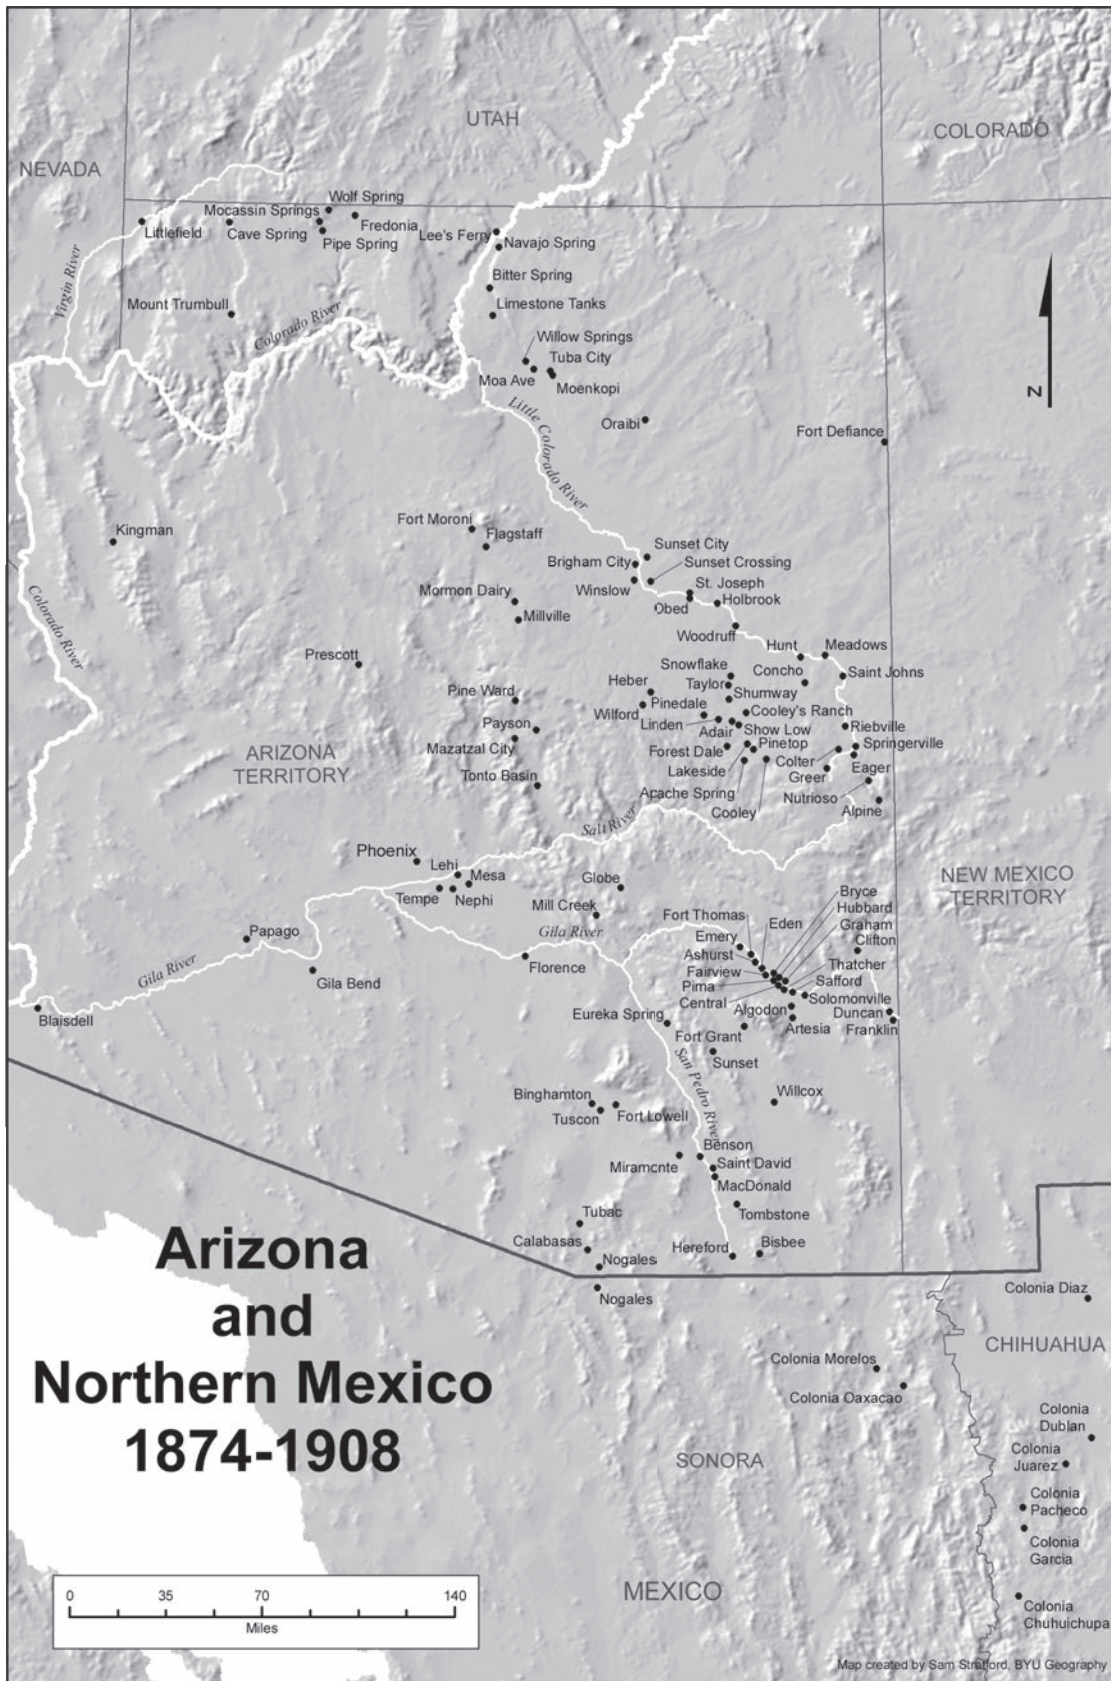 UTAH
COLORADO
NEVADA
Wolf Spring
Mocassin Springs
Fredonia
Littlefield
Cave Spring
Pipe Spring
Lee's Ferry
Navajo Spring
Virgin River
Bitter Spring
Mount Trumbull
Colorado River
Limestone Tanks
Willow Springs
Tuba City
Moa Ave
Moenkopi
N
Little Colorado River
Oraibi
Fort Defiance
Kingman
Fort Moroni
Flagstaff
Sunset City
Brigham City
Sunset Crossing
Winslow
St. Joseph
Obed
Holbrook
Colorado River
Mormon Dairy
Millville
Woodruff
Hunt
Meadows
Prescott
Snowflake
Concho
Saint Johns
Heber
Taylor
Pine Ward
Shumway
Wilford
Pinedale
Cooley's Ranch
Linden
Payson
Adair
Show Low
Riebville
Mazatzal City
Forest Dale
Pinetop
Springerville
ARIZONA
TERRITORY
Colter
Eager
Lakeside
Greer
Tonto Basin
Apache Spring
Nutrioso
Cooley
Alpine
Salt River
Phoenix
Lehi
Mesa
Globe
NEW MEXICO
TERRITORY
Tempe
Nephi
Bryce
Mill Creek
Hubbard
Fort Thomas
Eden
Graham
Papago
Gila River
Emery
Clifton
Ashurst
Gila River
Florence
Fairview
Thatcher
Gila Bend
Pima
Safford
Central
Solomonville
Blaisdell
Eureka Spring
Algodon
Duncan
Fort Grant
Artesia
Franklin
Sunset
San Pedro River
Binghamton
Willcox
Tuscon
Fort Lowell
Benson
Miramonte
Saint David
MacDonald
Tubac
Tombstone
Calabasas
Hereford
Bisbee
Nogales
Nogales
Arizona
and
Northern Mexico
1874-1908
Colonia Diaz
CHIHUAHUA
Colonia Morelos
Colonia Oaxacao
Colonia
Dublan
Colonia
Juarez
SONORA
Colonia
Pacheco
Colonia
Garcia
MEXICO
Colonia
Chuhuichupa
0 35 70 140
Miles
Map created by Sam Stratford, BYU Geography